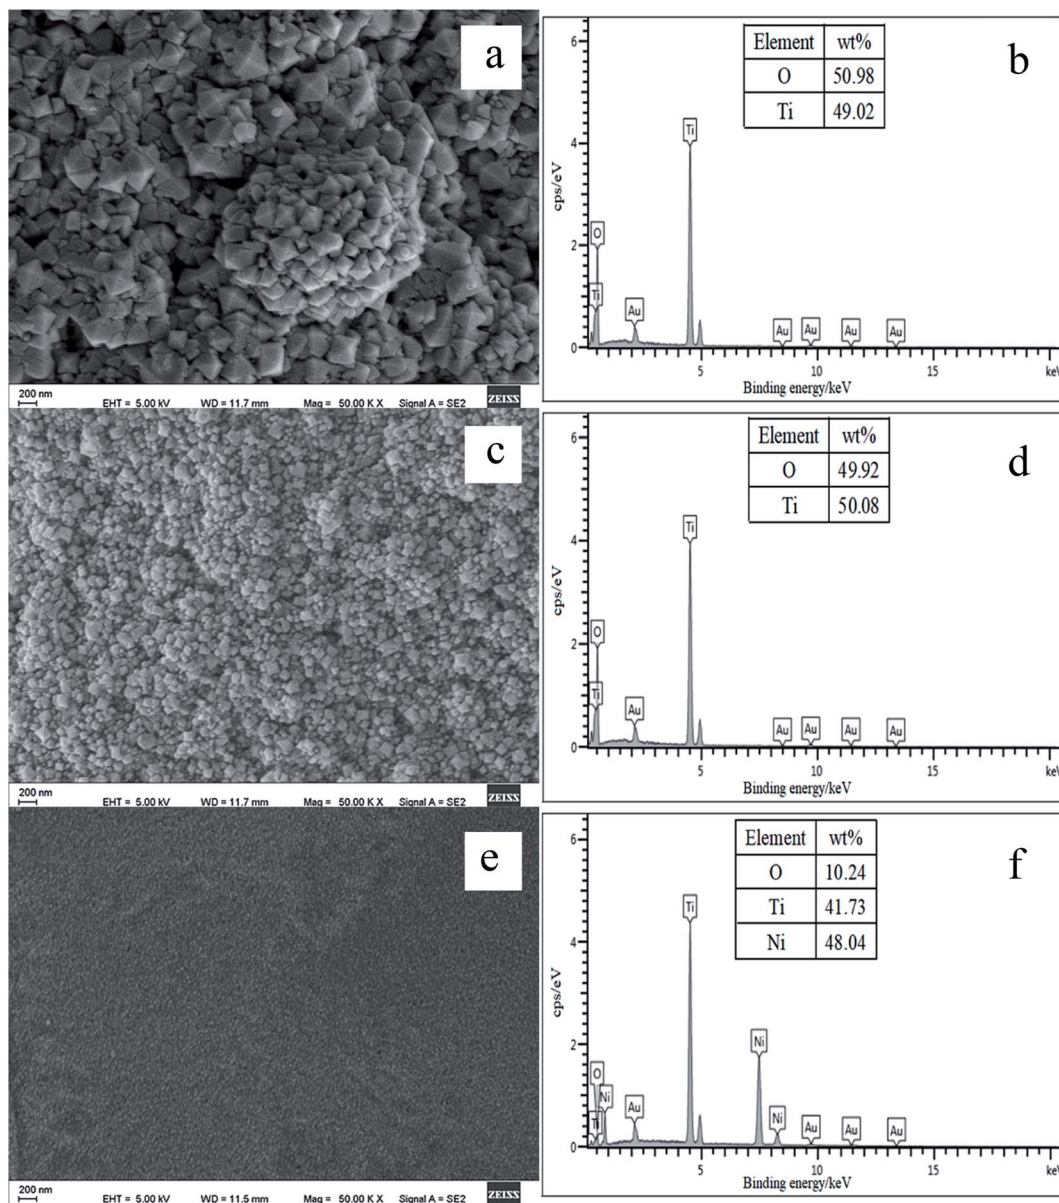 a
200 nm EHT = 5.00 kV WD = 11.7 mm Mag = 50.00 K X Signal A = SE2 ZEISS
b
Element wt%
O 50.98
Ti 49.02
cps/eV
6
4
2
0
Ti
O
Ti
Au
Au
Au
Au
Au
5 10 15 keV
Binding energy/keV
c
200 nm EHT = 5.00 kV WD = 11.7 mm Mag = 50.00 K X Signal A = SE2 ZEISS
d
Element wt%
O 49.92
Ti 50.08
cps/eV
6
4
2
0
Ti
O
Ti
Au
Au
Au
Au
Au
5 10 15 keV
Binding energy/keV
e
200 nm EHT = 5.00 kV WD = 11.5 mm Mag = 50.00 K X Signal A = SE2 ZEISS
f
Element wt%
O 10.24
Ti 41.73
Ni 48.04
cps/eV
6
4
2
0
Ti
Ni
O
Ni
Ti
Au
Ni
Au
Au
Au
5 10 15 keV
Binding energy/keV